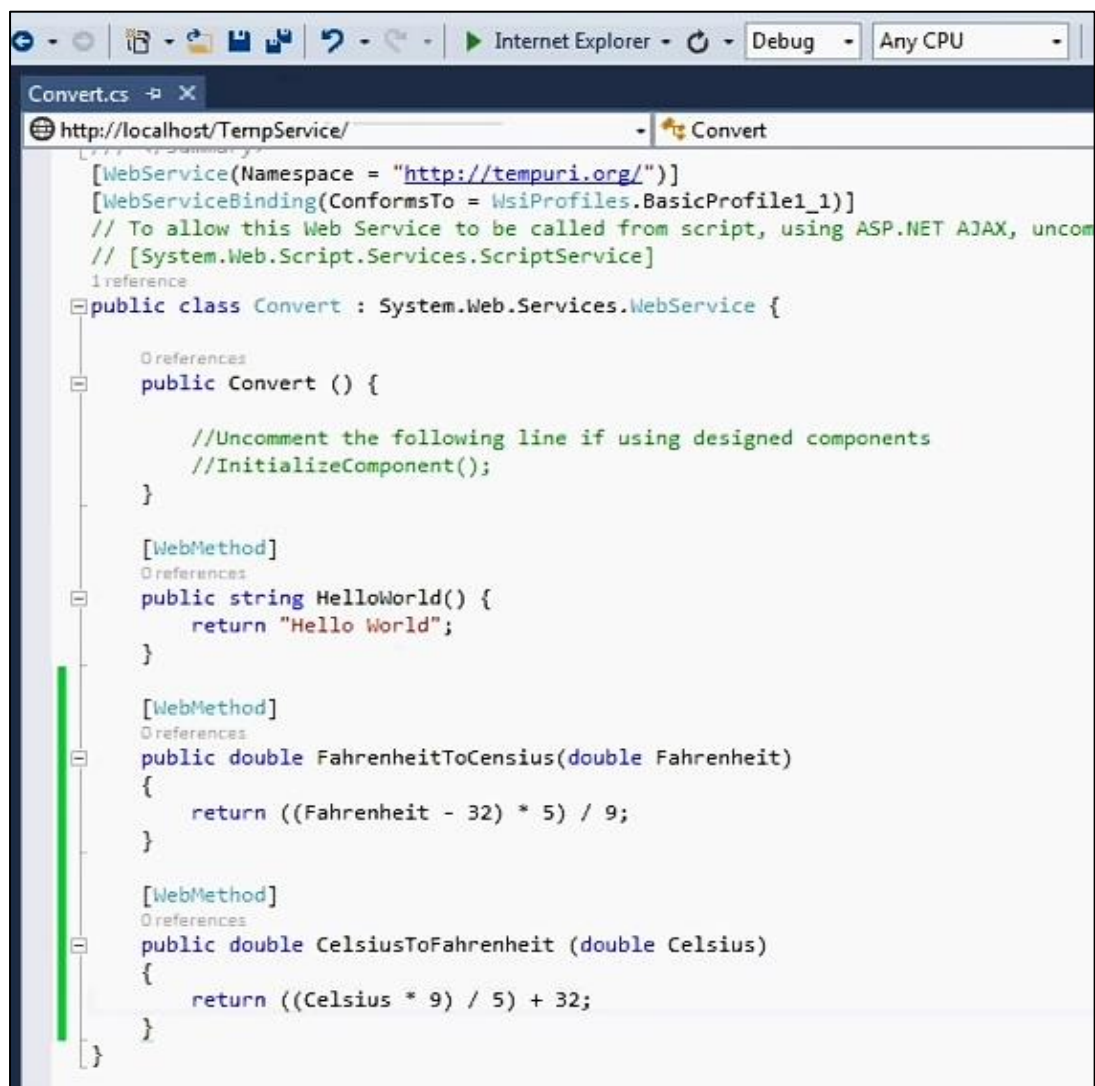 Internet Explorer Debug Any CPU
Convert.cs
http://localhost/TempService/ Convert
[WebService(Namespace = "http://tempuri.org/")]
[WebServiceBinding(ConformsTo = WsiProfiles.BasicProfile1_1)]
// To allow this Web Service to be called from script, using ASP.NET AJAX, uncom
// [System.Web.Script.Services.ScriptService]
1 reference
public class Convert : System.Web.Services.WebService {
0 references
public Convert () {
//Uncomment the following line if using designed components
//InitializeComponent();
}
[WebMethod]
0 references
public string HelloWorld() {
return "Hello World";
}
[WebMethod]
0 references
public double FahrenheitToCensius(double Fahrenheit)
{
return ((Fahrenheit - 32) * 5) / 9;
}
[WebMethod]
0 references
public double CelsiusToFahrenheit (double Celsius)
{
return ((Celsius * 9) / 5) + 32;
}
}